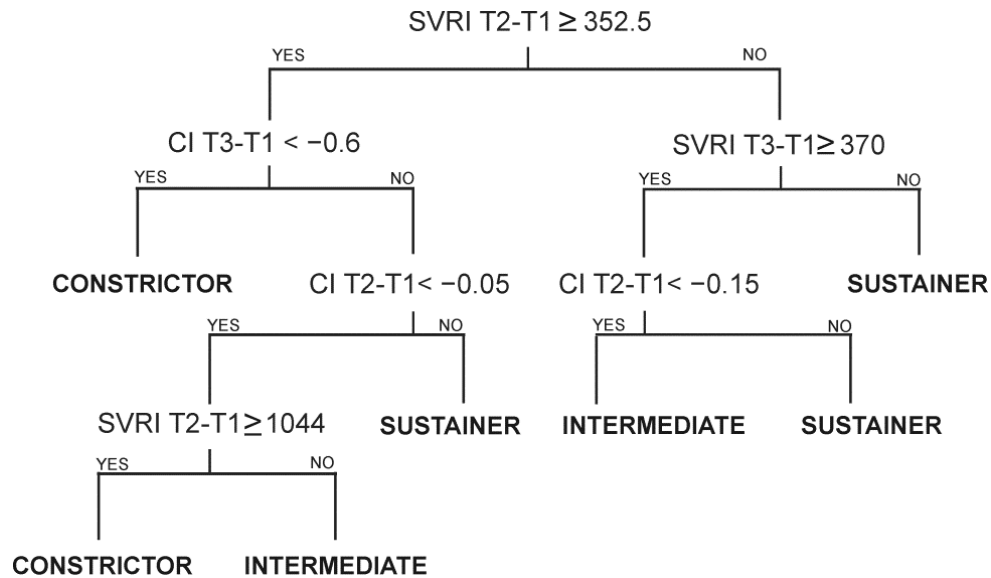 SVRI T2-T1 ≥ 352.5
YES NO
CI T3-T1 < −0.6
SVRI T3-T1≥ 370
YES NO
YES NO
CONSTRICTOR
CI T2-T1< −0.05
CI T2-T1< −0.15
SUSTAINER
YES NO
YES NO
SVRI T2-T1≥1044
SUSTAINER
INTERMEDIATE
SUSTAINER
YES NO
CONSTRICTOR
INTERMEDIATE